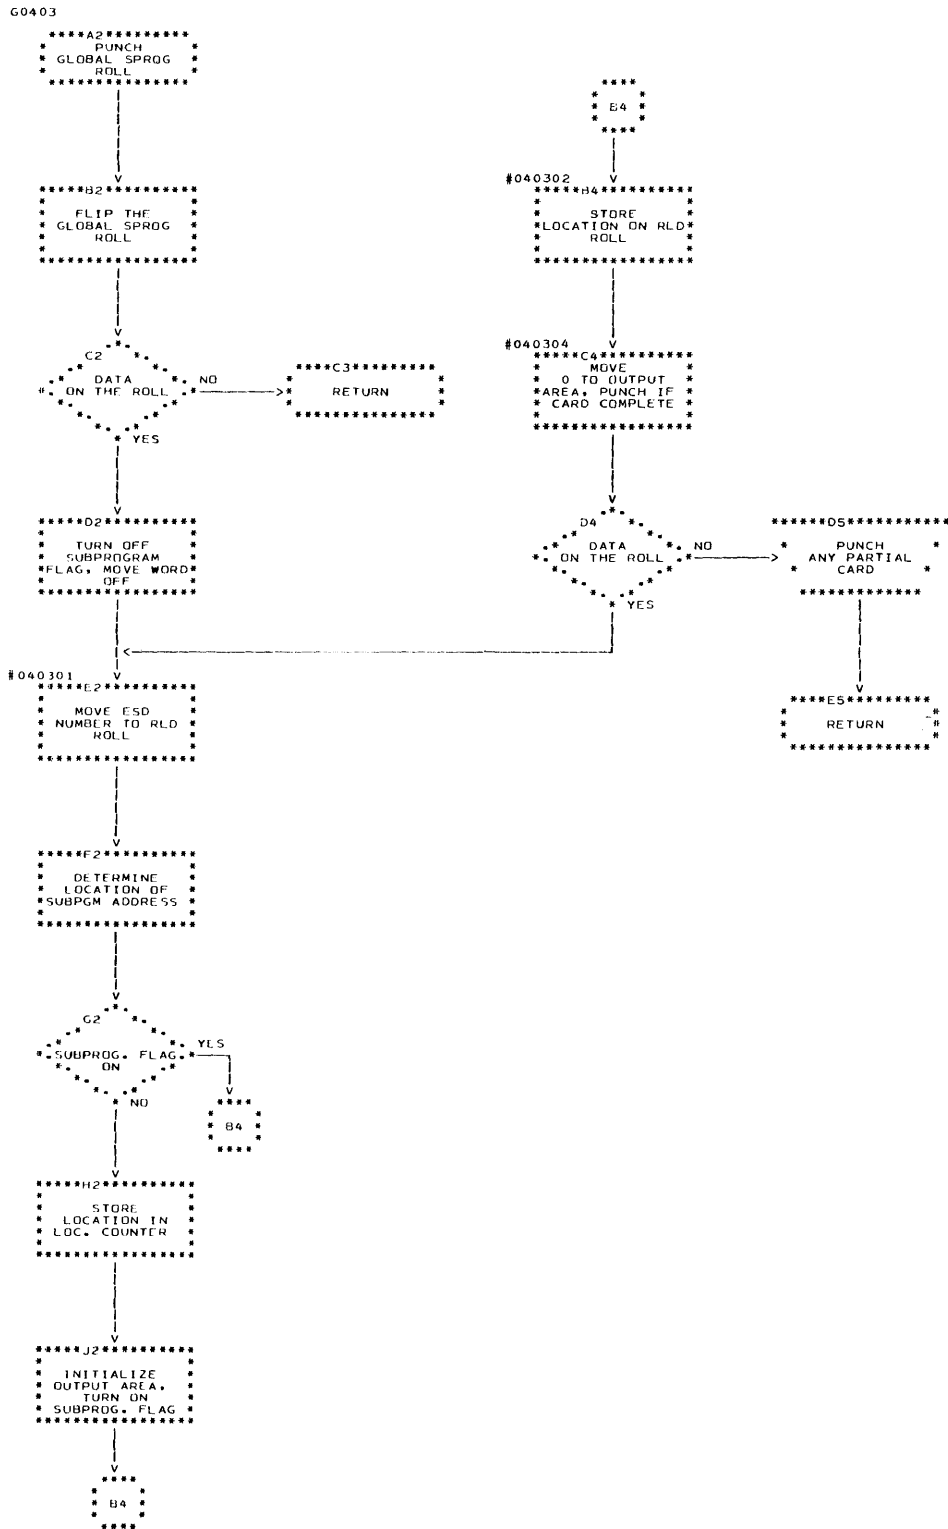 G0403
A2
PUNCH
GLOBAL SPROG
ROLL
B2
FLIP THE
GLOBAL SPROG
ROLL
C2
DATA
ON THE ROLL
NO
YES
C3
RETURN
D2
TURN OFF
SUBPROGRAM
FLAG, MOVE WORD
OFF
#040301
E2
MOVE ESD
NUMBER TO RLD
ROLL
F2
DETERMINE
LOCATION OF
SUBPGM ADDRESS
G2
SUBPROG. FLAG
ON
YES
NO
B4
H2
STORE
LOCATION IN
LOC. COUNTER
J2
INITIALIZE
OUTPUT AREA,
TURN ON
SUBPROG. FLAG
B4
B4
#040302
B4
STORE
LOCATION ON RLD
ROLL
#040304
C4
MOVE
0 TO OUTPUT
AREA, PUNCH IF
CARD COMPLETE
D4
DATA
ON THE ROLL
NO
YES
D5
PUNCH
ANY PARTIAL
CARD
E5
RETURN